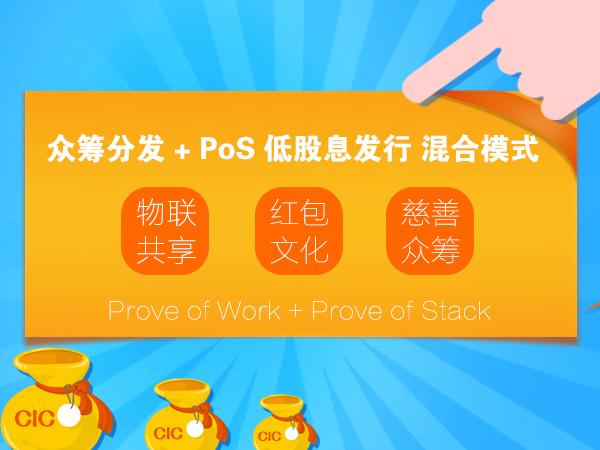 众筹分发 + PoS 低股息发行 混合模式
物联
共享
红包
文化
慈善
众筹
Prove of Work + Prove of Stack
CIC
CIC
CIC